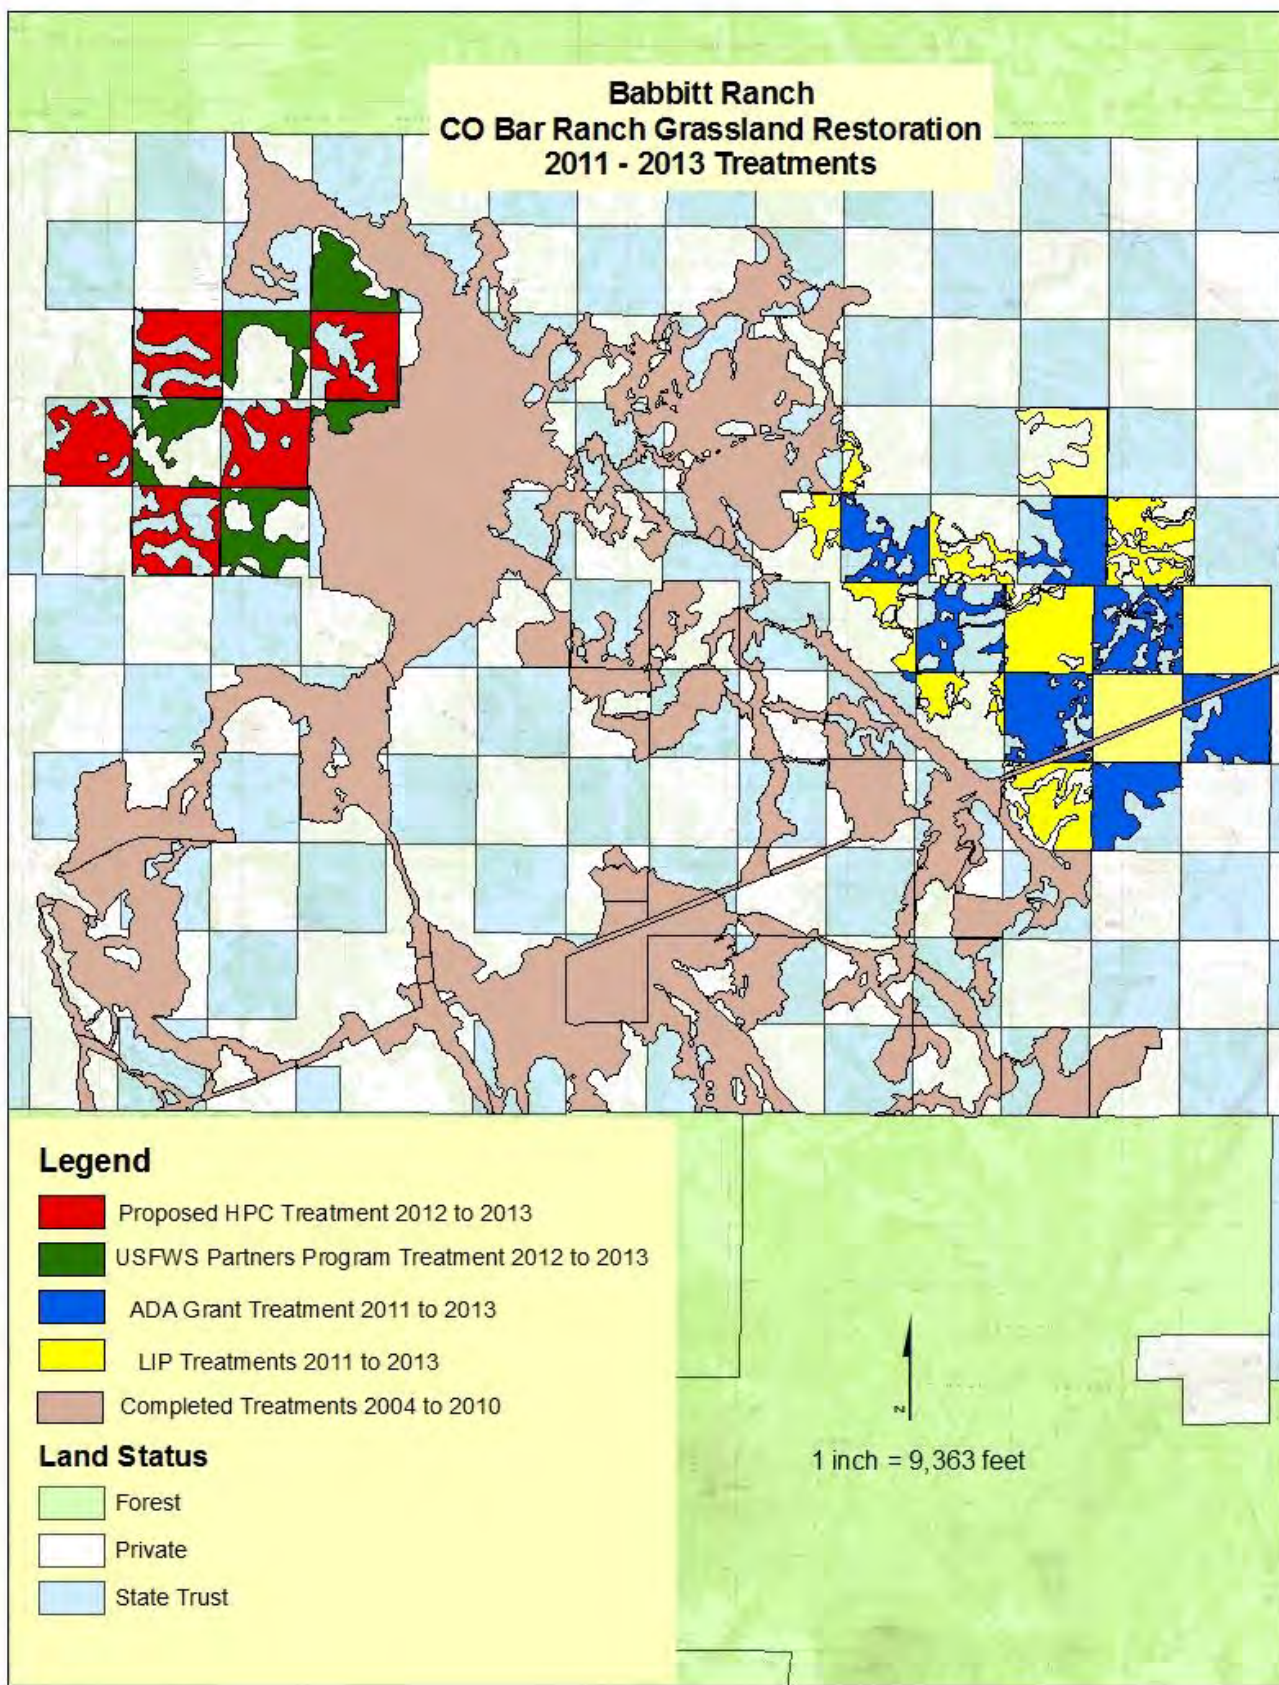 Babbitt Ranch
CO Bar Ranch Grassland Restoration
2011 - 2013 Treatments
Legend
Proposed HPC Treatment 2012 to 2013
USFWS Partners Program Treatment 2012 to 2013
ADA Grant Treatment 2011 to 2013
LIP Treatments 2011 to 2013
Completed Treatments 2004 to 2010
Land Status
Forest
Private
State Trust
N
1 inch = 9,363 feet